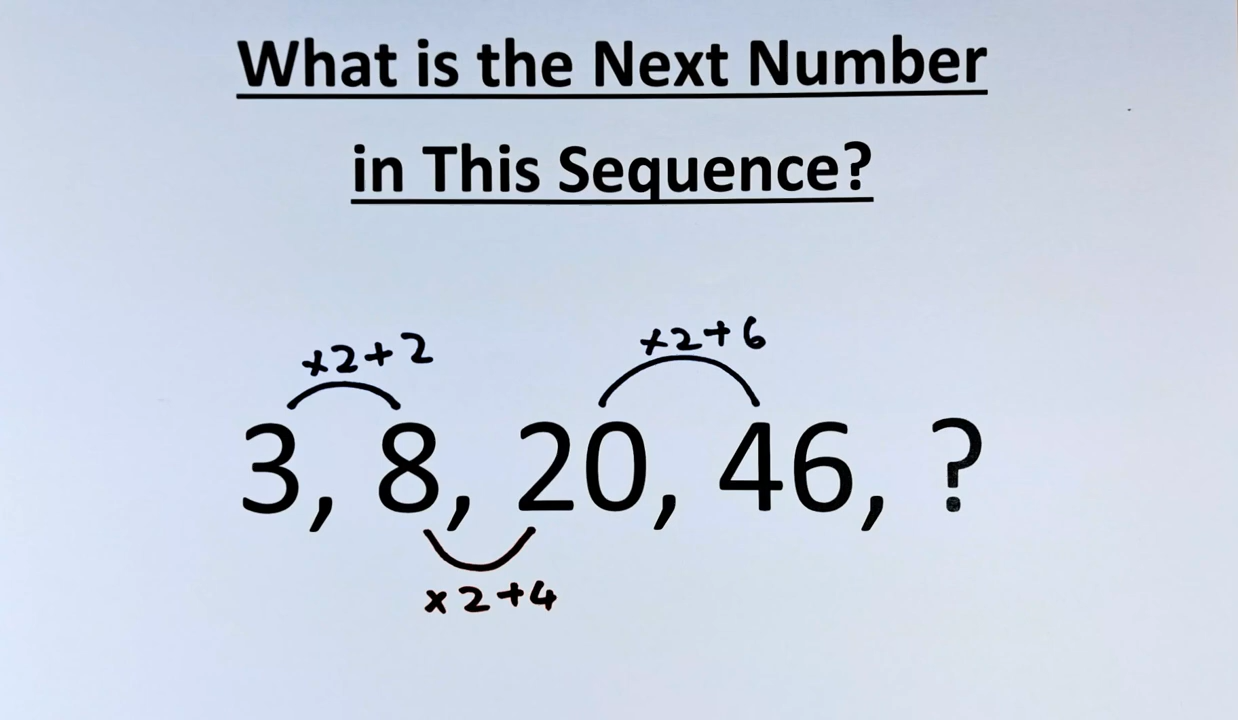 What is the Next Number
in This Sequence?
×2+2
×2+6
3, 8, 20, 46, ?
×2+4